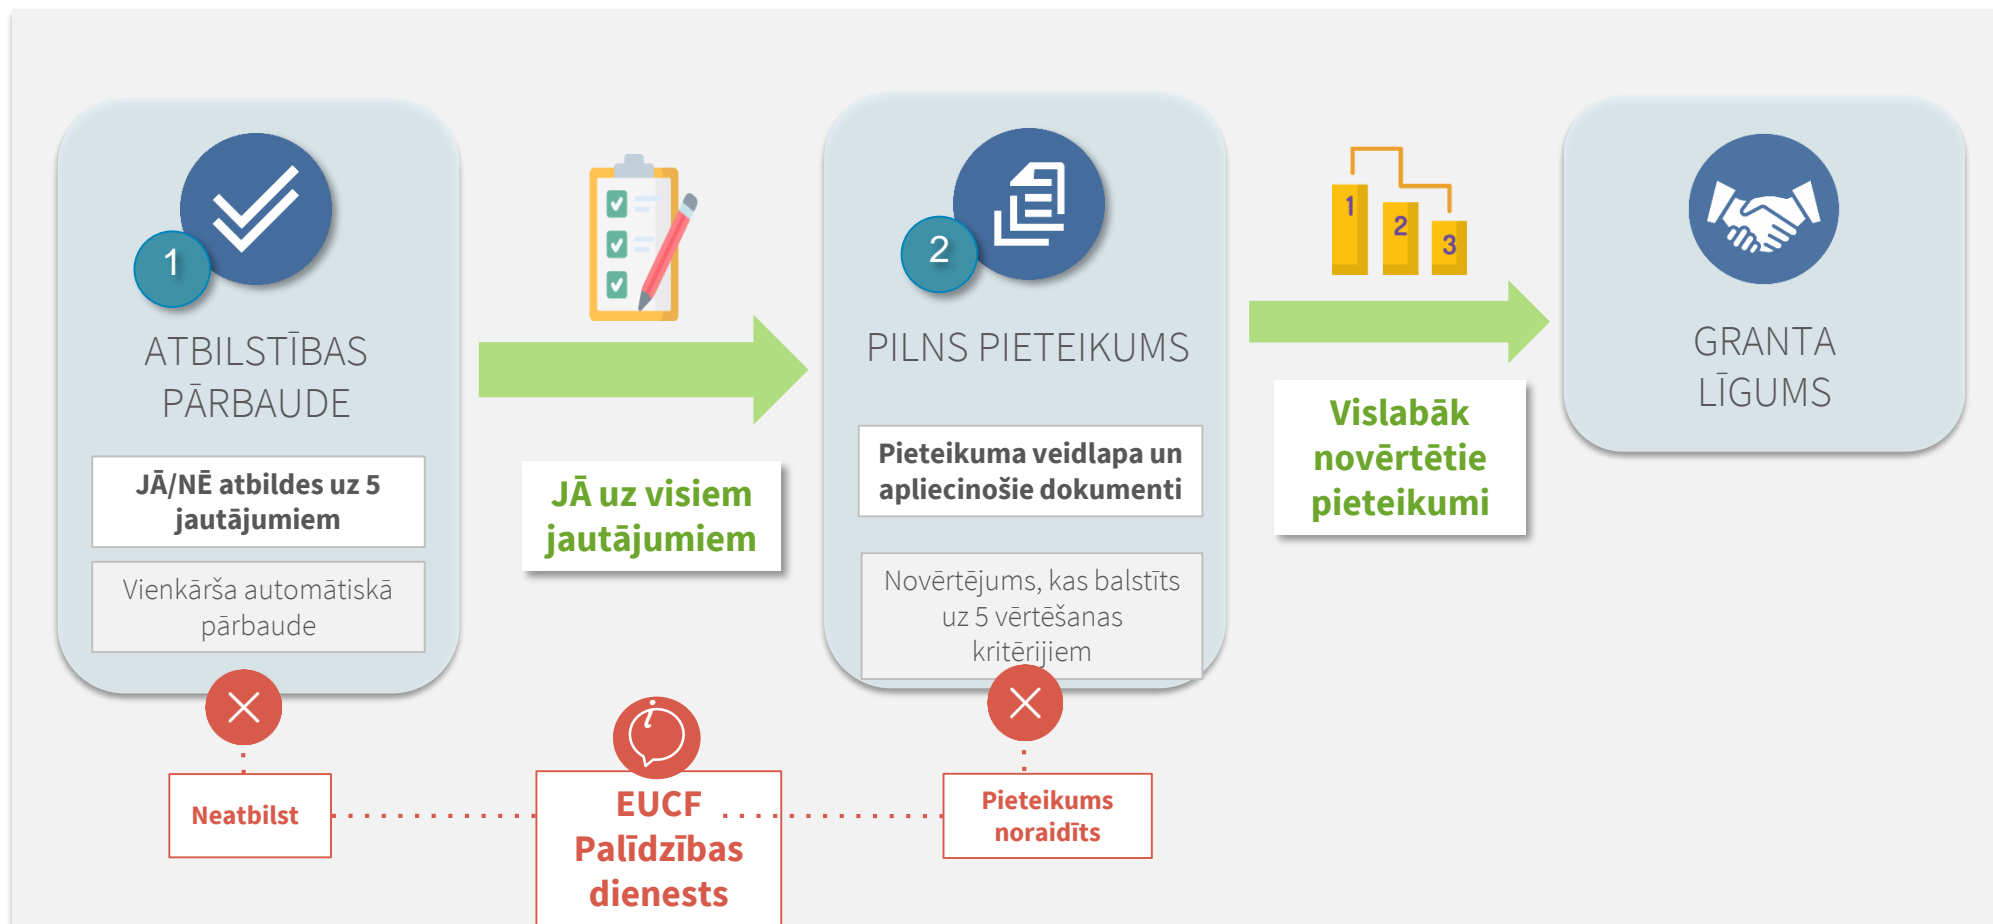 1
ATBILSTĪBAS
PĀRBAUDE
JĀ/NĒ atbildes uz 5
jautājumiem
Vienkārša automātiskā
pārbaude
JĀ uz visiem
jautājumiem
2
PILNS PIETEIKUMS
Pieteikuma veidlapa un
apliecinošie dokumenti
Novērtējums, kas balstīts
uz 5 vērtēšanas
kritērijiem
1
2
3
Vislabāk
novērtētie
pieteikumi
GRANTA
LĪGUMS
Neatbilst
i
EUCF
Palīdzības
dienests
Pieteikums
noraidīts